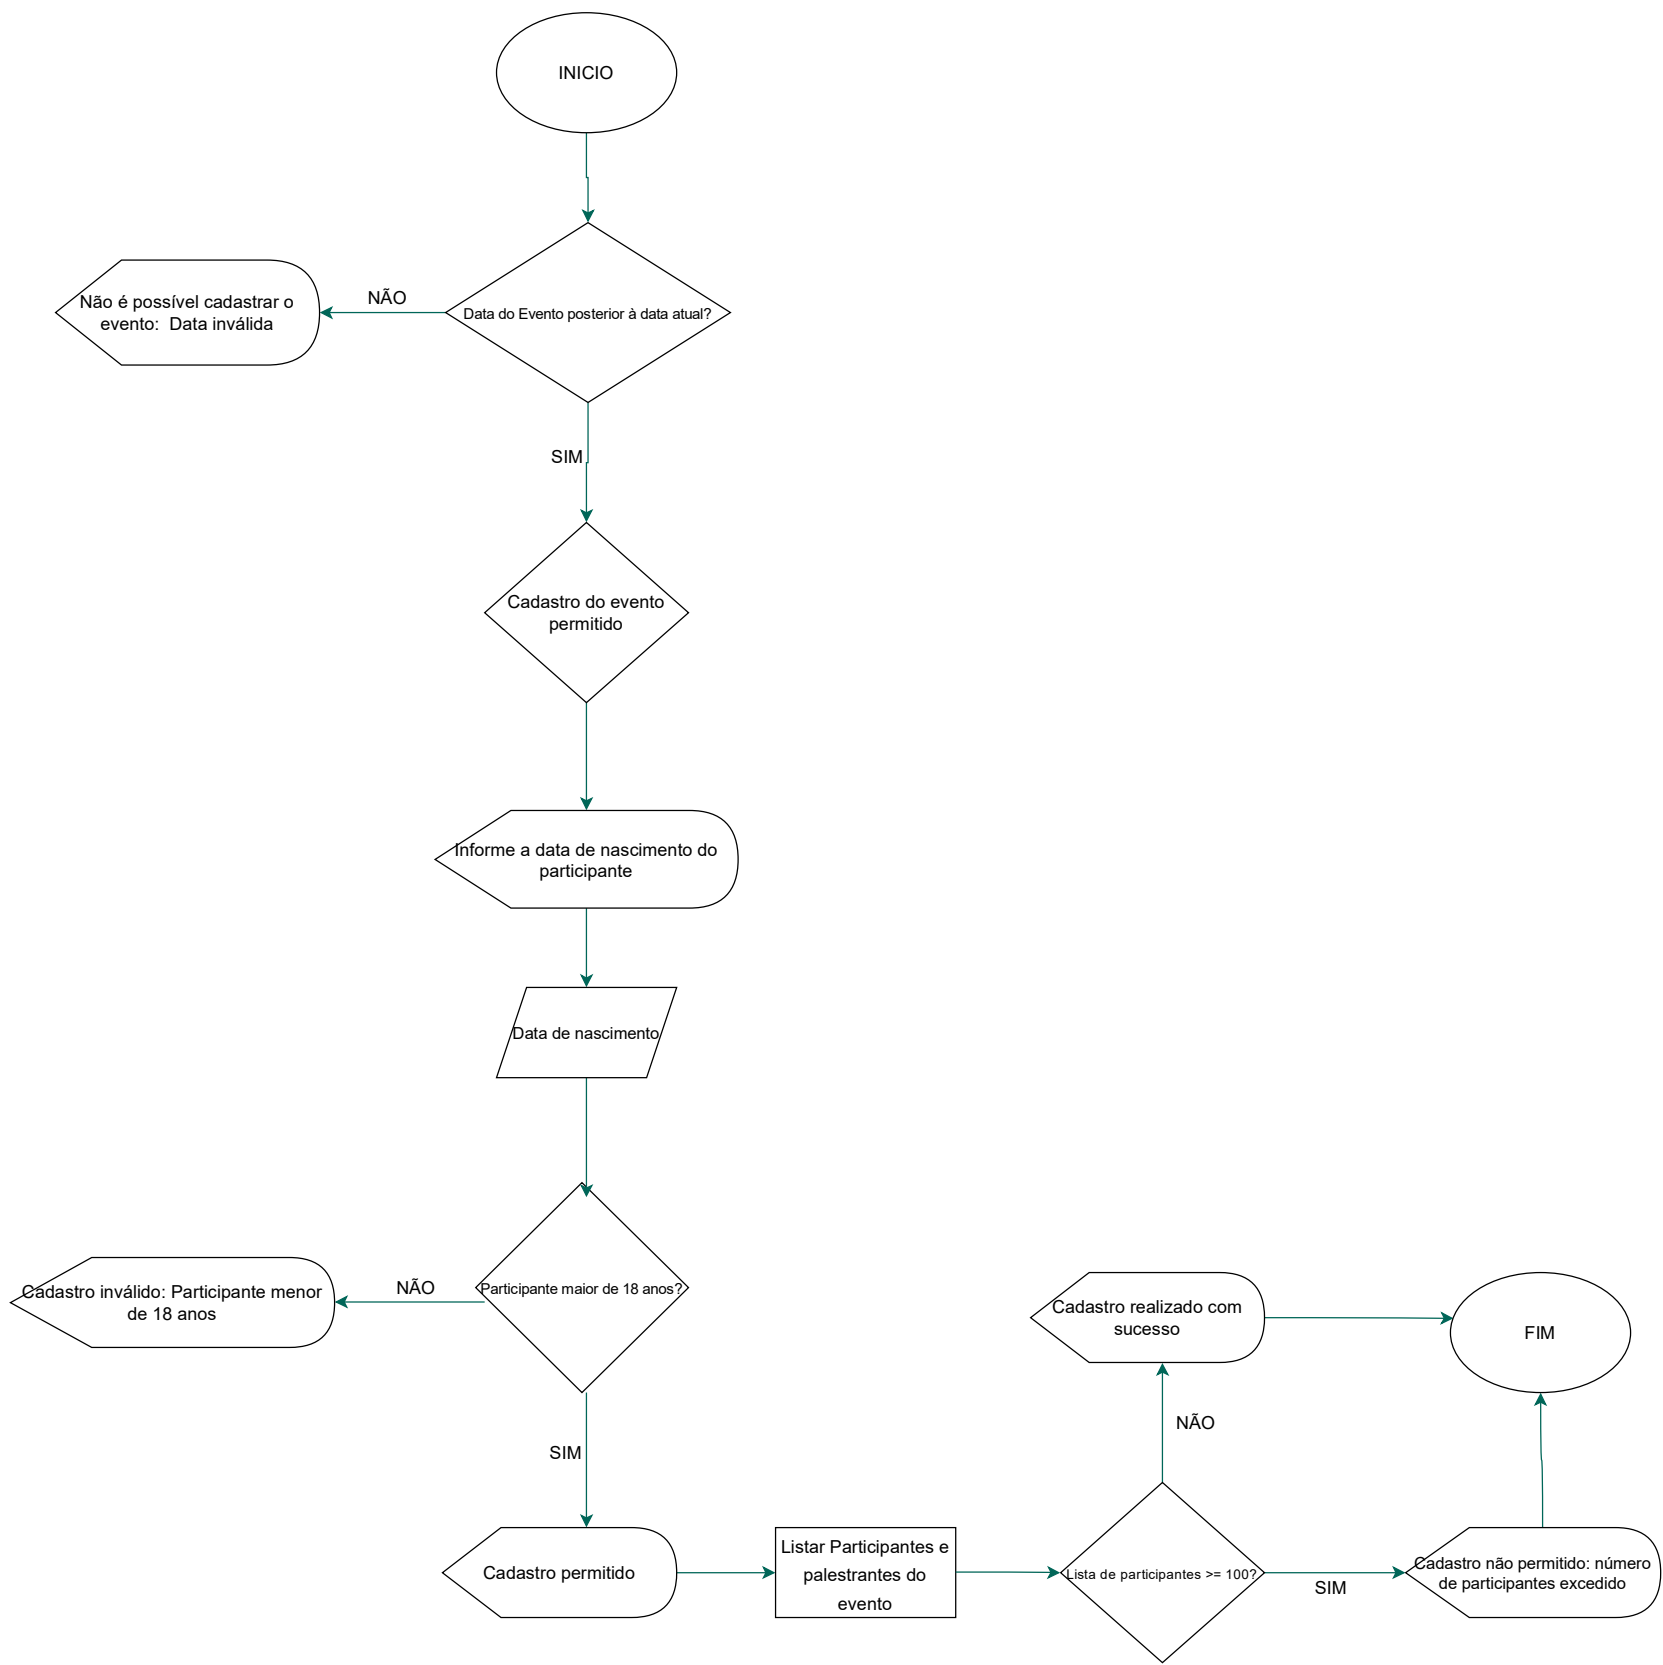 INICIO
Não é possível cadastrar o
evento:  Data inválida
NÃO
Data do Evento posterior à data atual?
SIM
Cadastro do evento
permitido
Informe a data de nascimento do
participante
Data de nascimento
Cadastro inválido: Participante menor
de 18 anos
NÃO
Participante maior de 18 anos?
SIM
Cadastro permitido
Listar Participantes e
palestrantes do
evento
Lista de participantes >= 100?
NÃO
Cadastro realizado com
sucesso
SIM
Cadastro não permitido: número
de participantes excedido
FIM